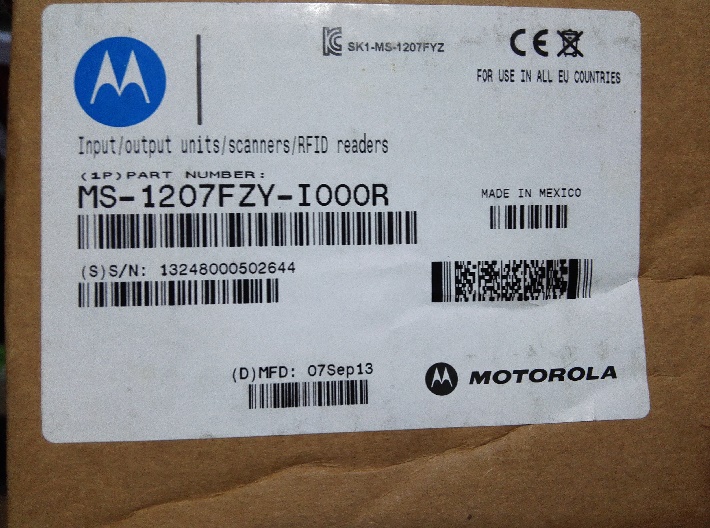 SK1-MS-1207FYZ
CE
FOR USE IN ALL EU COUNTRIES
Input/output units/scanners/RFID readers
(1P)PART NUMBER:
MS-1207FZY-I000R
MADE IN MEXICO
(S)S/N: 13248000502644
(D)MFD: 07Sep13
MOTOROLA